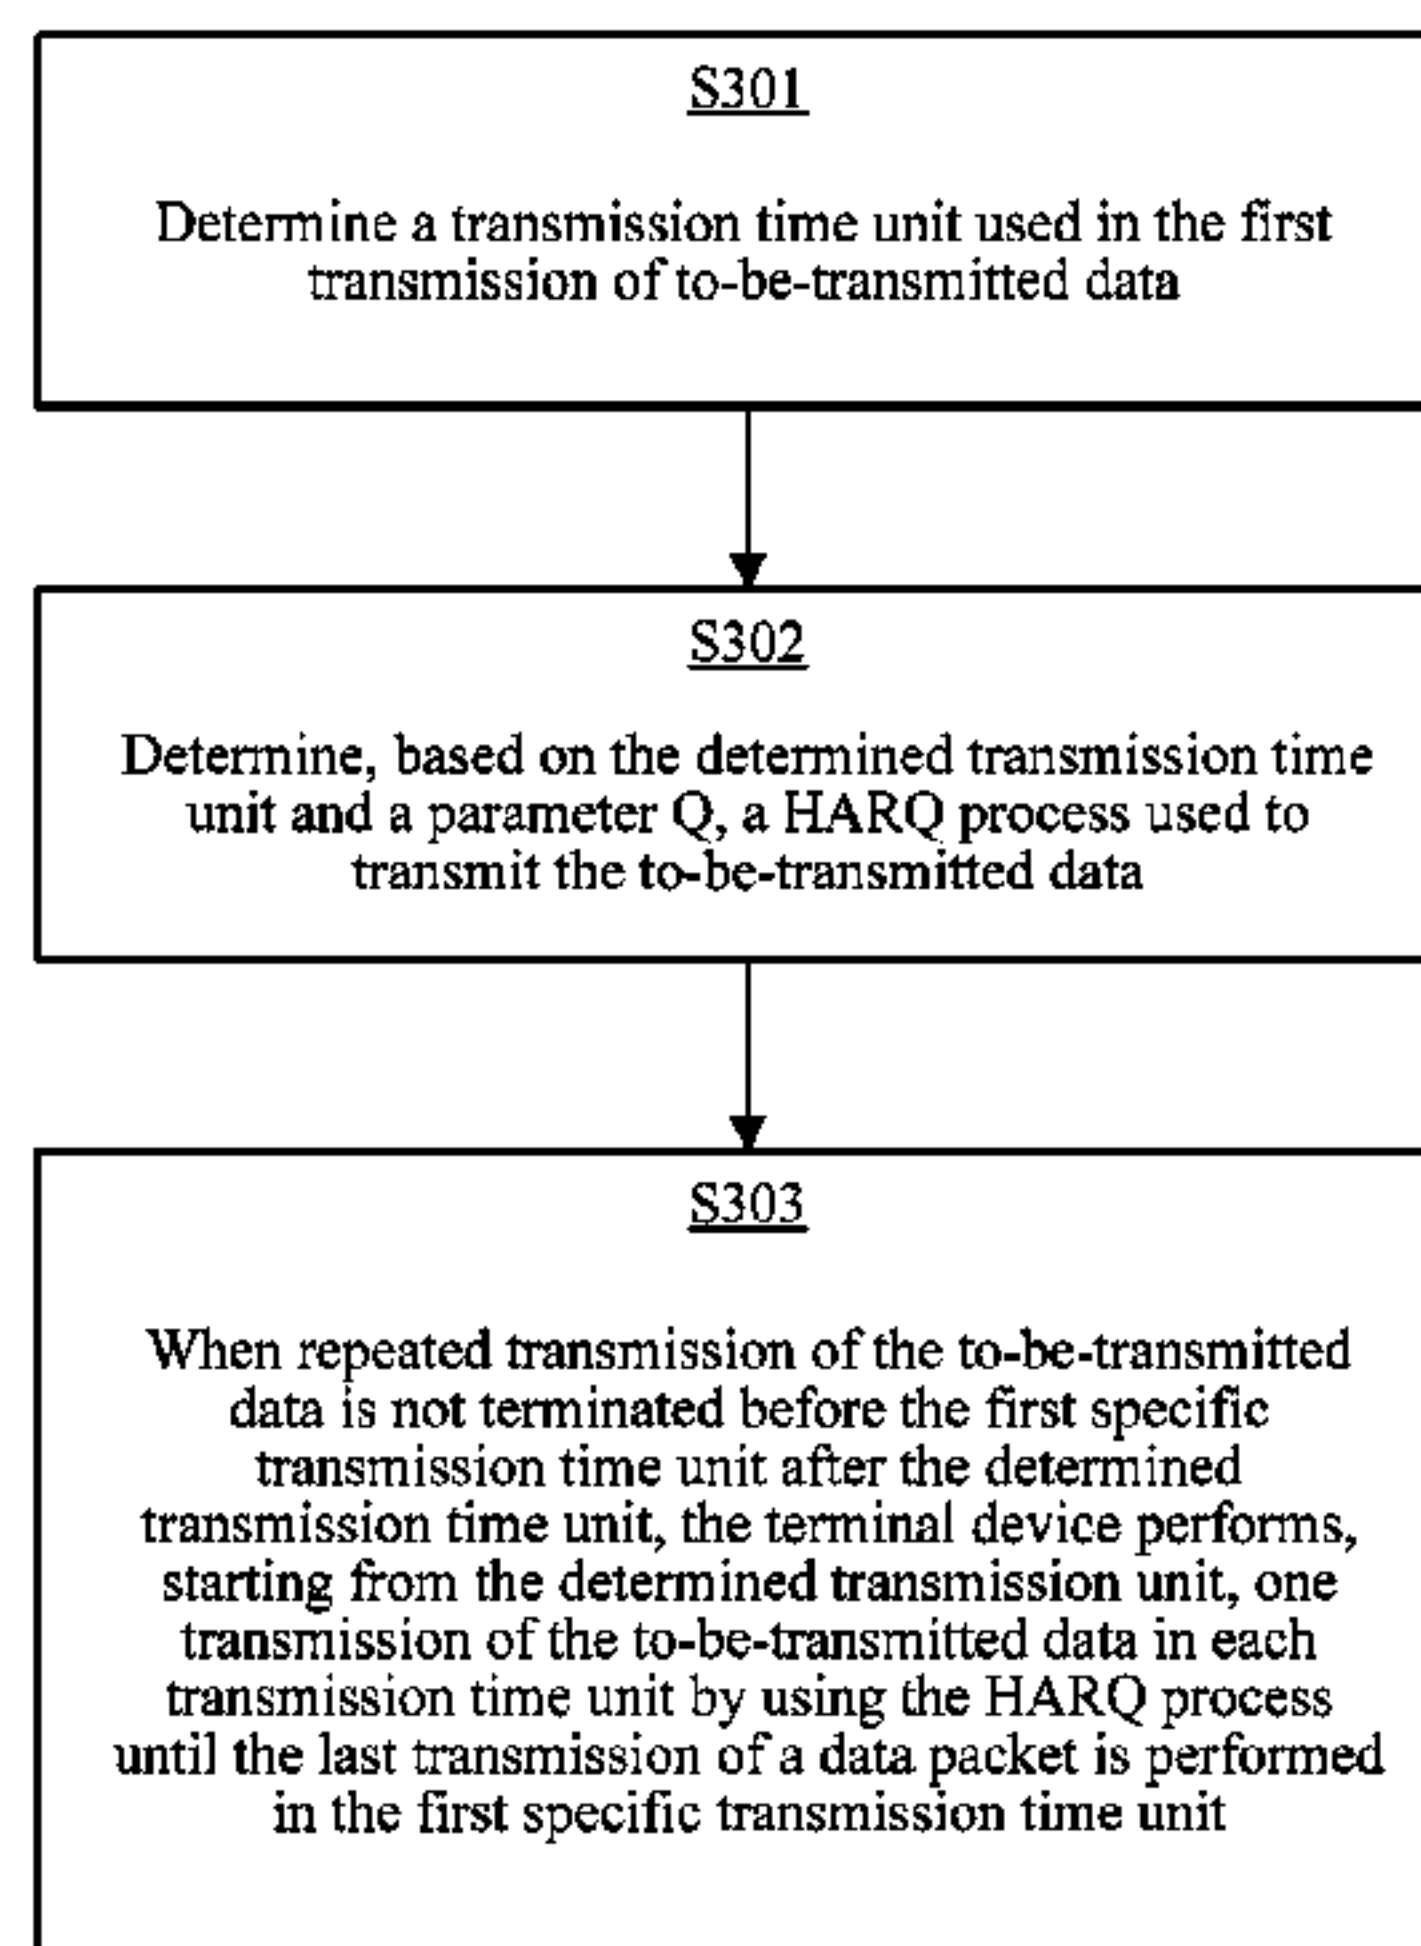 S301
Determine a transmission time unit used in the first
transmission of to-be-transmitted data
S302
Determine, based on the determined transmission time
unit and a parameter Q, a HARQ process used to
transmit the to-be-transmitted data
S303
When repeated transmission of the to-be-transmitted
data is not terminated before the first specific
transmission time unit after the determined
transmission time unit, the terminal device performs,
starting from the determined transmission unit, one
transmission of the to-be-transmitted data in each
transmission time unit by using the HARQ process
until the last transmission of a data packet is performed
in the first specific transmission time unit